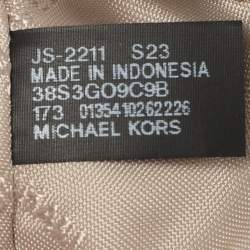 JS-2211 S23
MADE IN INDONESIA
38S3GO9C9B
173 0135410262226
MICHAEL KORS